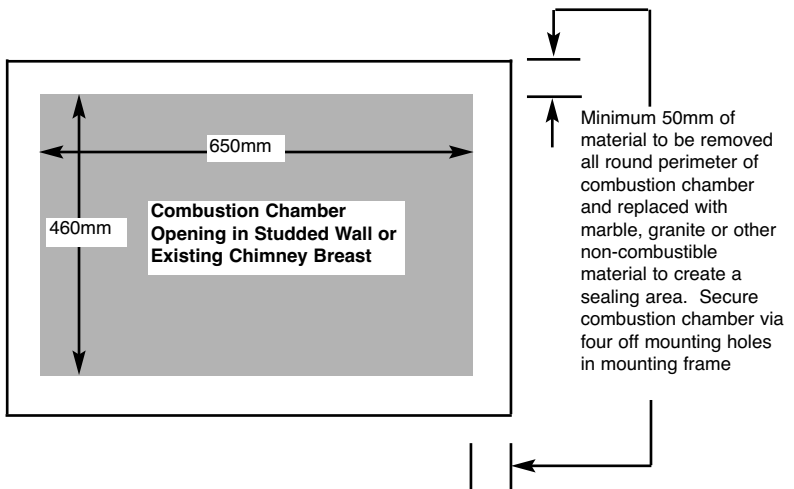 650mm
460mm
Combustion Chamber
Opening in Studded Wall or
Existing Chimney Breast
Minimum 50mm of
material to be removed
all round perimeter of
combustion chamber
and replaced with
marble, granite or other
non-combustible
material to create a
sealing area.  Secure
combustion chamber via
four off mounting holes
in mounting frame